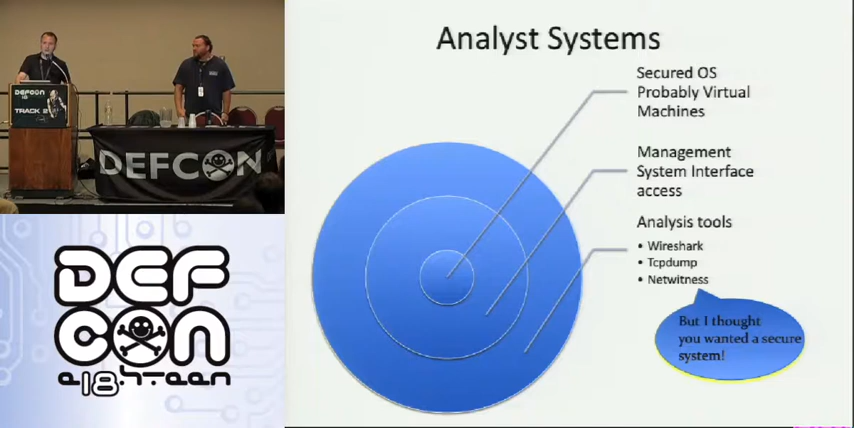 DEFCON
18
TRACK 2
DEFCON
DEF
CON
e18hteen
Analyst Systems
Secured OS
Probably Virtual
Machines
Management
System Interface
access
Analysis tools
• Wireshark
• Tcpdump
• Netwitness
But I thought
you wanted a secure
system!